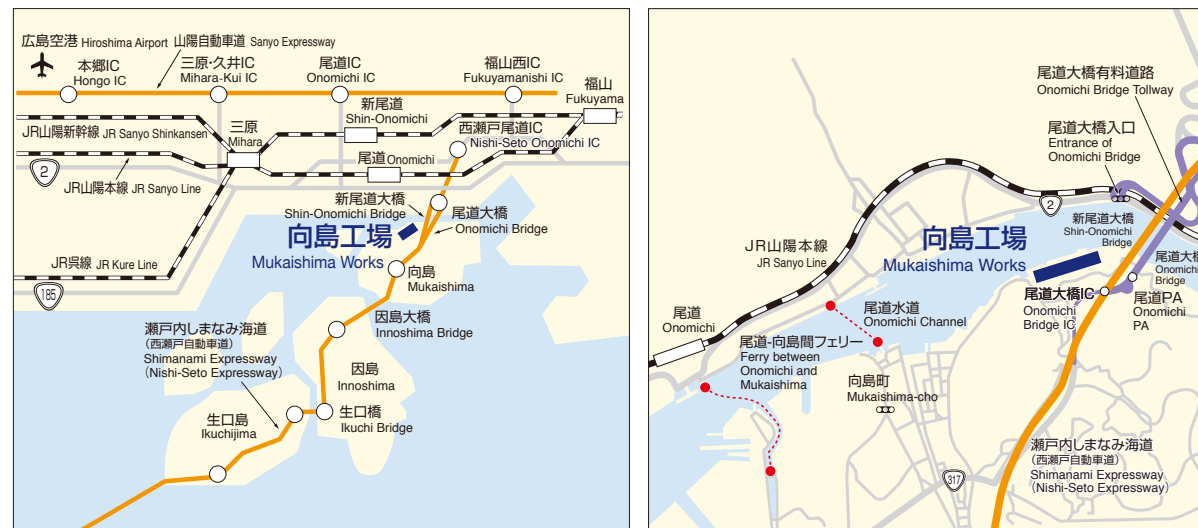 広島空港 Hiroshima Airport
山陽自動車道 Sanyo Expressway
本郷IC
Hongo IC
三原・久井IC
Mihara-Kui IC
尾道IC
Onomichi IC
福山西IC
Fukuyamanishi IC
福山
Fukuyama
新尾道
Shin-Onomichi
JR山陽新幹線 JR Sanyo Shinkansen
三原
Mihara
西瀬戸尾道IC
Nishi-Seto Onomichi IC
2
尾道 Onomichi
JR山陽本線 JR Sanyo Line
新尾道大橋
Shin-Onomichi Bridge
尾道大橋
Onomichi Bridge
向島工場
Mukaishima Works
JR呉線 JR Kure Line
185
向島
Mukaishima
因島大橋
Innoshima Bridge
瀬戸内しまなみ海道
(西瀬戸自動車道)
Shimanami Expressway
(Nishi-Seto Expressway)
因島
Innoshima
生口島
Ikuchijima
生口橋
Ikuchi Bridge
尾道大橋有料道路
Onomichi Bridge Tollway
尾道大橋入口
Entrance of
Onomichi Bridge
2
新尾道大橋
Shin-Onomichi
Bridge
JR山陽本線
JR Sanyo Line
向島工場
Mukaishima Works
尾道大橋
Onomichi
Bridge
尾道大橋IC
Onomichi
Bridge IC
尾道PA
Onomichi
PA
尾道
Onomichi
尾道水道
Onomichi Channel
尾道-向島間フェリー
Ferry between
Onomichi and
Mukaishima
向島町
Mukaishima-cho
瀬戸内しまなみ海道
(西瀬戸自動車道)
Shimanami Expressway
(Nishi-Seto Expressway)
317